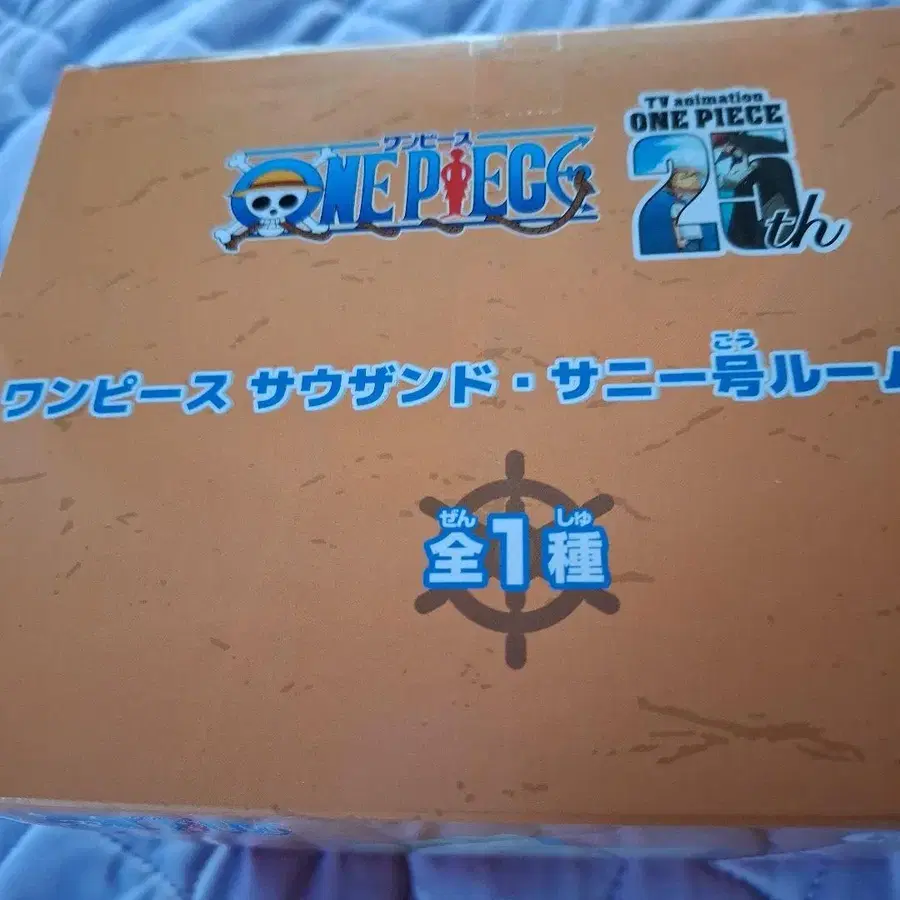 ワンピース
ONE PIECE
TV animation
ONE PIECE
25th
ワンピース サウザンド・サニー号ルーム
こう
ぜん しゅ
全1種